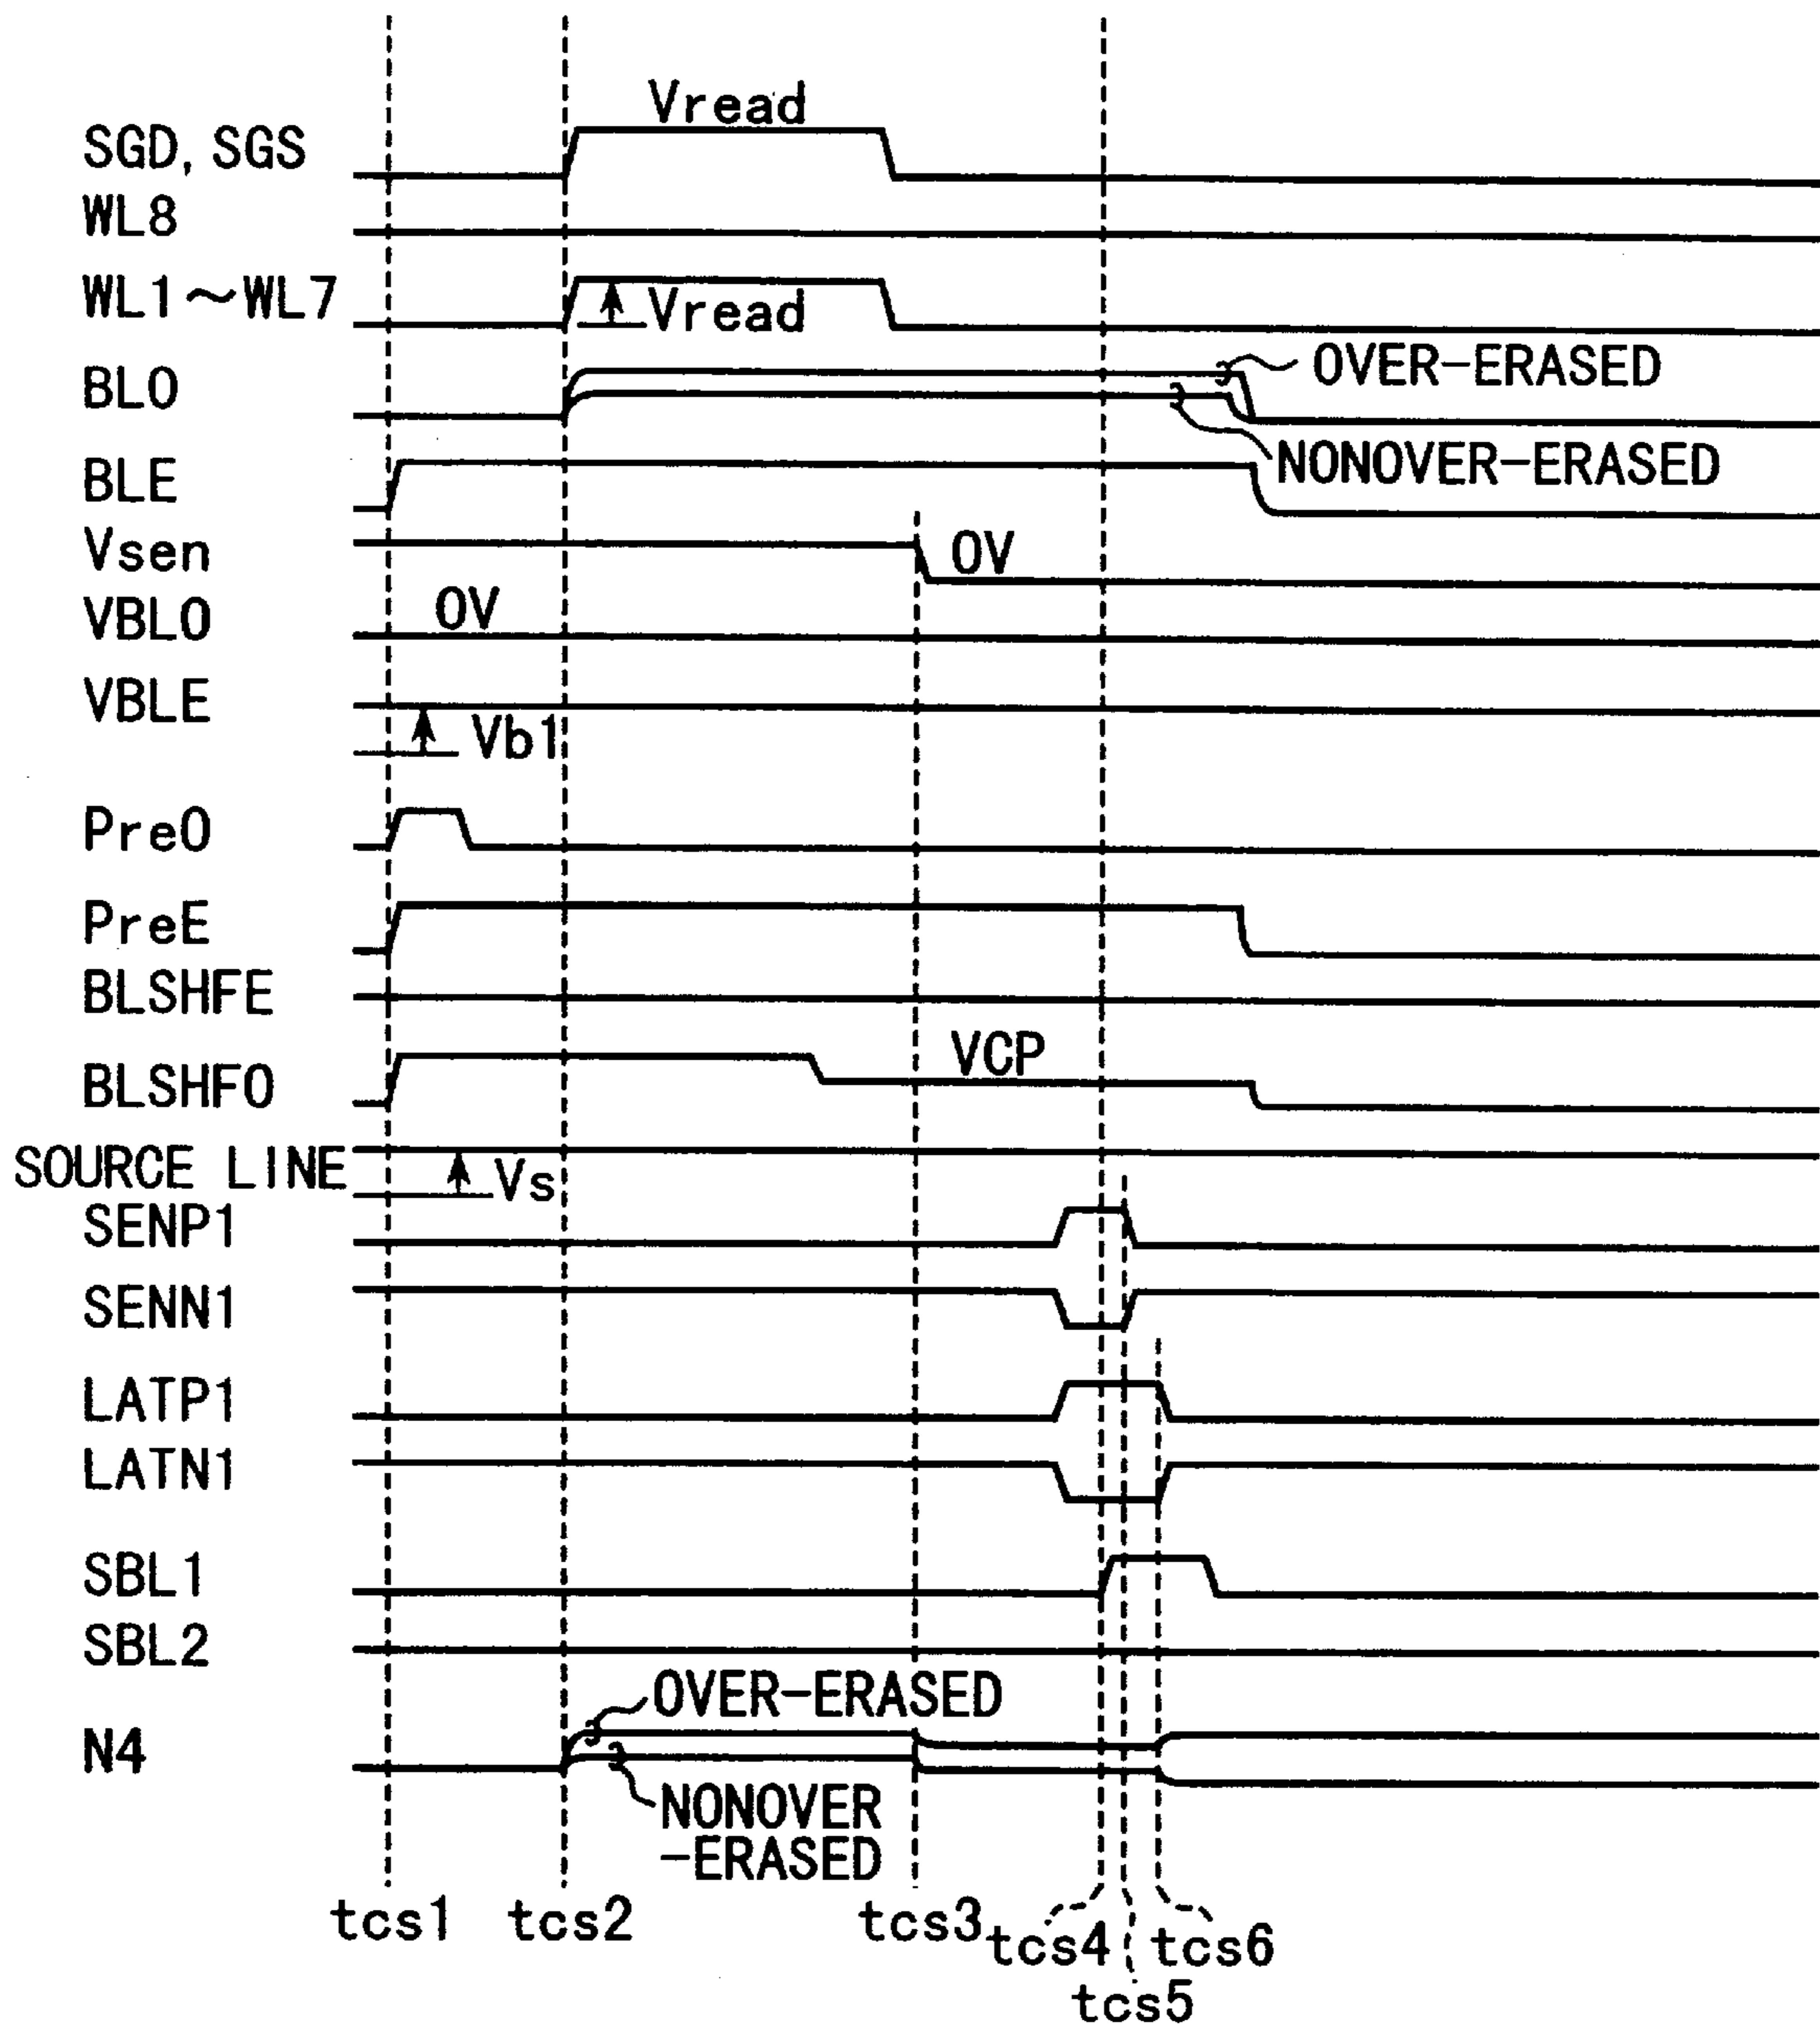 Vread
SGD, SGS
WL8
WL1～WL7
Vread
BLO
OVER-ERASED
NONOVER-ERASED
BLE
Vsen
0V
VBLO
0V
VBLE
Vb1
PreO
PreE
BLSHFE
BLSHFO
VCP
SOURCE LINE
Vs
SENP1
SENN1
LATP1
LATN1
SBL1
SBL2
OVER-ERASED
N4
NONOVER
-ERASED
tcs1
tcs2
tcs3
tcs4
tcs6
tcs5